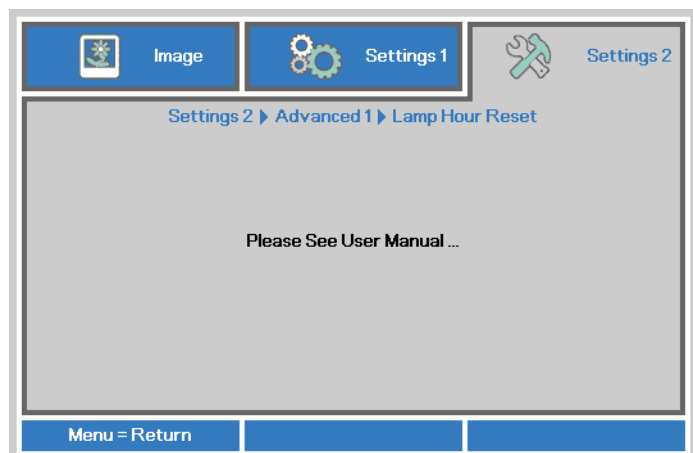 Image
Settings 1
Settings 2
Settings 2 ▶ Advanced 1 ▶ Lamp Hour Reset
Please See User Manual ...
Menu = Return